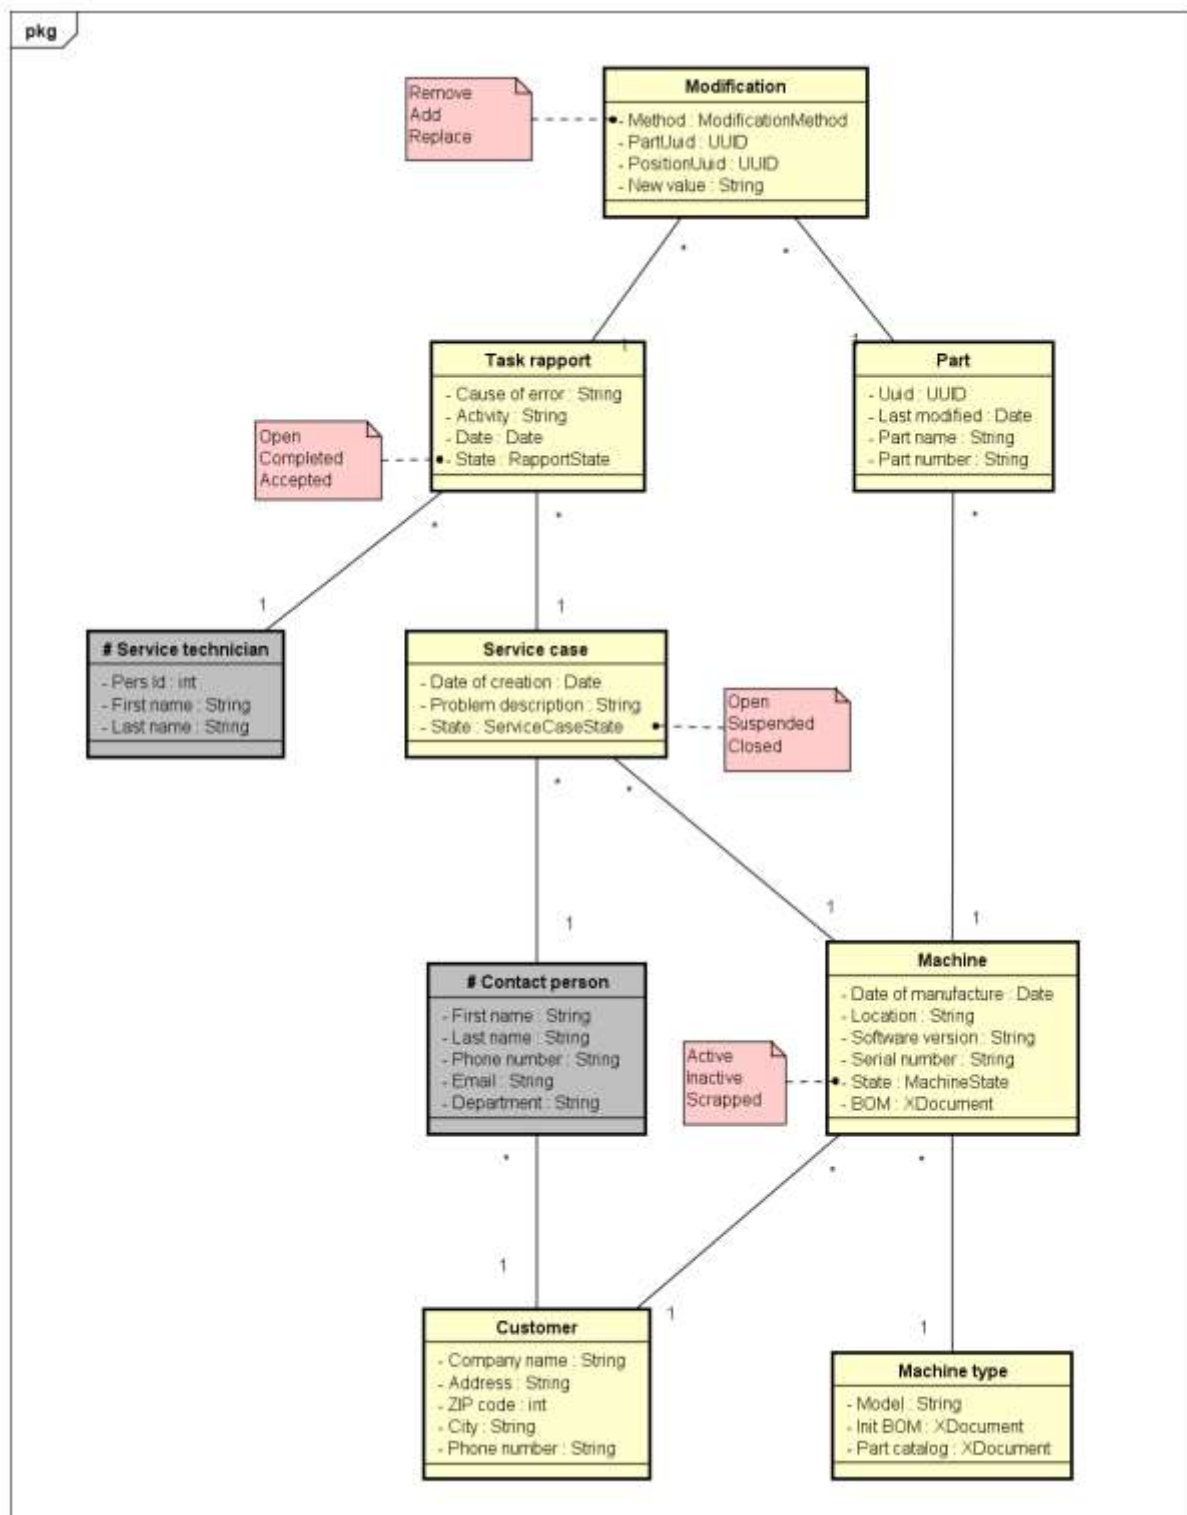 pkg
Remove
Add
Replace
Modification
- Method : ModificationMethod
- PartUuid : UUID
- PositionUuid : UUID
- New value : String
*
*
1
1
Task rapport
- Cause of error : String
- Activity : String
- Date : Date
- State : RapportState
Part
- Uuid : UUID
- Last modified : Date
- Part name : String
- Part number : String
Open
Completed
Accepted
*
*
*
1
1
# Service technician
- Pers Id : int
- First name : String
- Last name : String
Service case
- Date of creation : Date
- Problem description : String
- State : ServiceCaseState
Open
Suspended
Closed
*
*
1
1
1
# Contact person
- First name : String
- Last name : String
- Phone number : String
- Email : String
- Department : String
Machine
- Date of manufacture : Date
- Location : String
- Software version : String
- Serial number : String
- State : MachineState
- BOM : XDocument
Active
Inactive
Scrapped
*
*
*
1
1
1
Customer
- Company name : String
- Address : String
- ZIP code : int
- City : String
- Phone number : String
Machine type
- Model : String
- Init BOM : XDocument
- Part catalog : XDocument